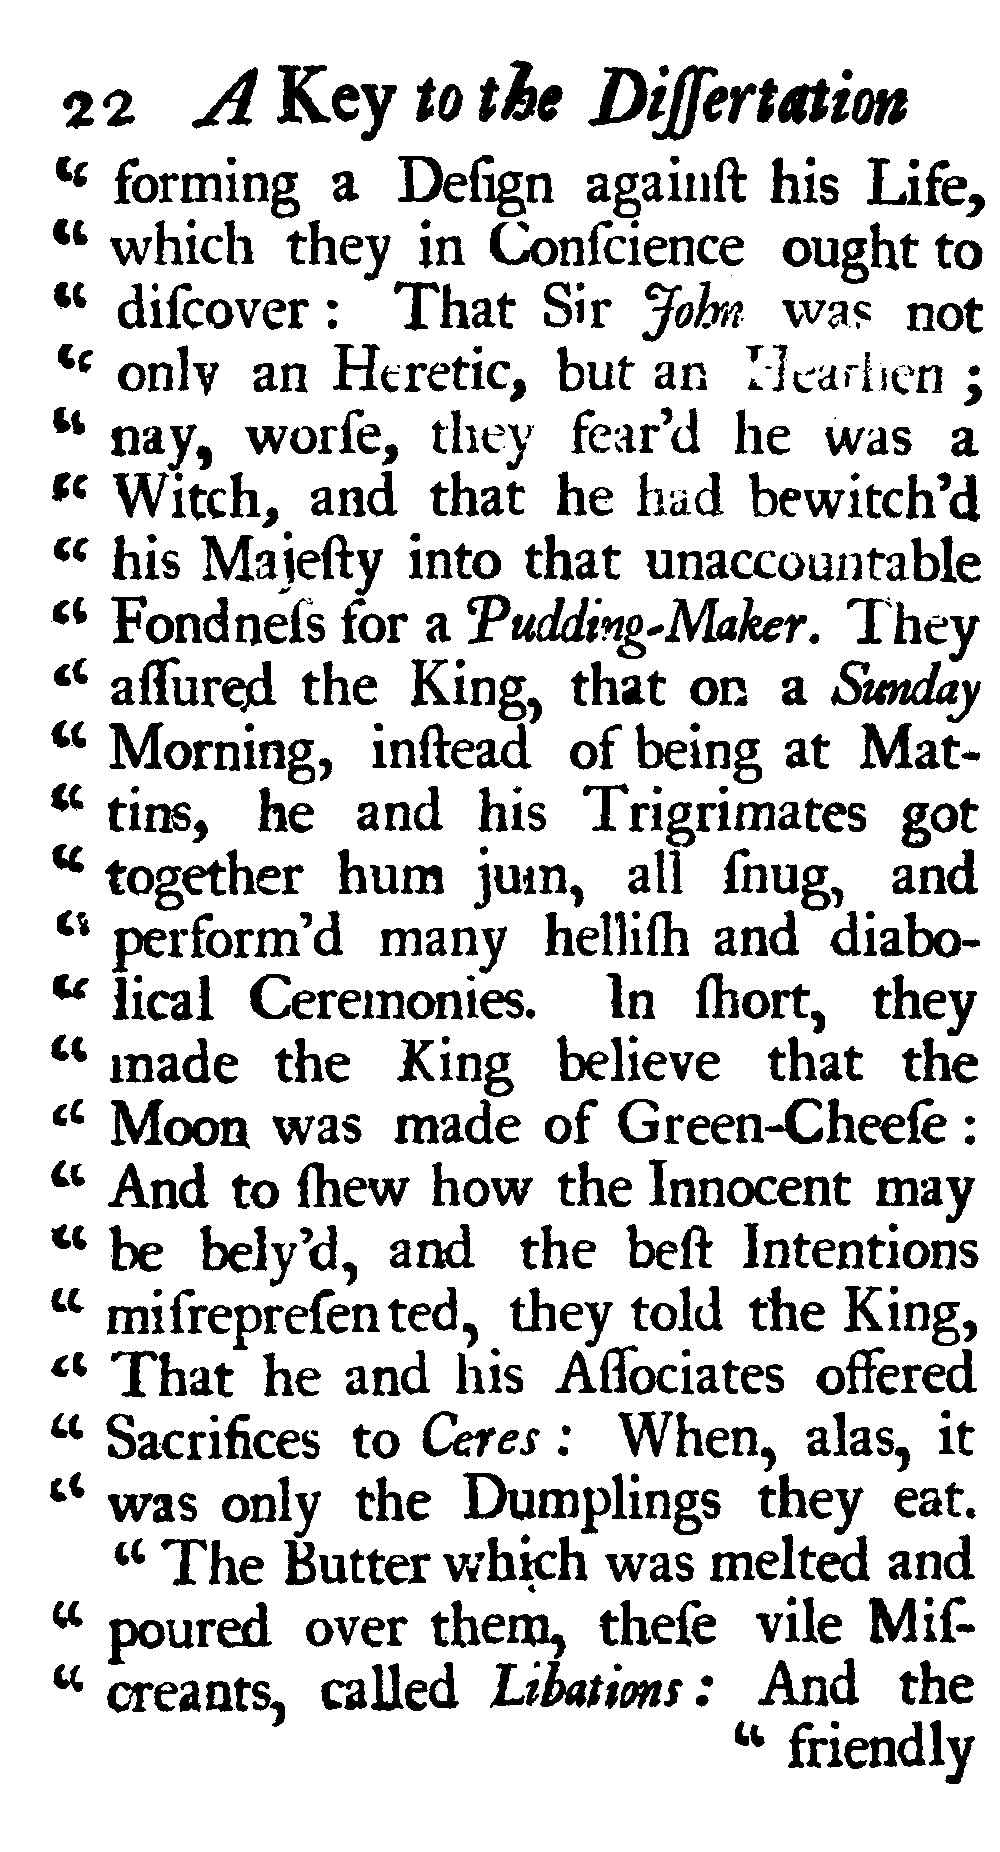 22 A Key to the Diſſertation
“ forming a Deſign againſt his Life,
“ which they in Conſcience ought to
“ diſcover : That Sir John was not
“ only an Heretic, but an Heathen ;
“ nay, worſe, they fear’d he was a
“ Witch, and that he had bewitch’d
“ his Majeſty into that unaccountable
“ Fondneſs for a Pudding-Maker. They
“ aſſured the King, that on a Sunday
“ Morning, inſtead of being at Mat-
“ tins, he and his Trigrimates got
“ together hum jum, all ſnug, and
“ perform’d many helliſh and diabo-
“ lical Ceremonies. In ſhort, they
“ made the King believe that the
“ Moon was made of Green-Cheeſe :
“ And to ſhew how the Innocent may
“ be bely’d, and the beſt Intentions
“ miſrepreſented, they told the King,
“ That he and his Aſſociates offered
“ Sacrifices to Ceres : When, alas, it
“ was only the Dumplings they eat.
“ The Butter which was melted and
“ poured over them, theſe vile Miſ-
“ creants, called Libations : And the
“ friendly